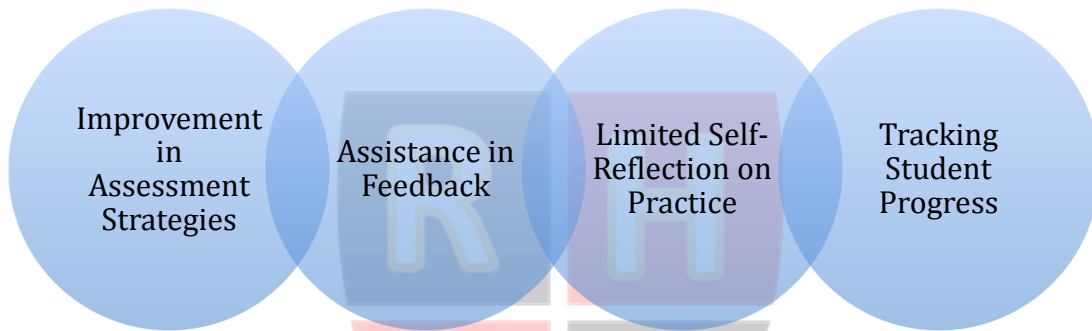 Improvement
in
Assessment
Strategies
Assistance in
Feedback
Limited Self-
Reflection on
Practice
Tracking
Student
Progress
R H